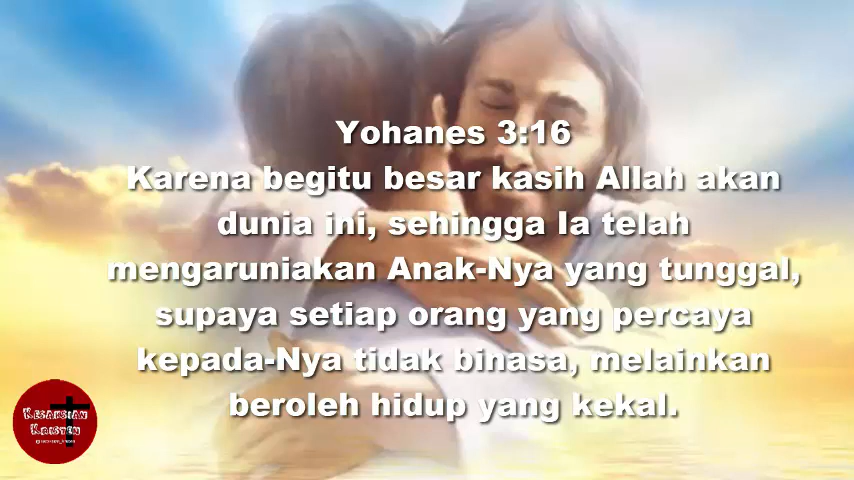 Yohanes 3:16
Karena begitu besar kasih Allah akan
dunia ini, sehingga Ia telah
mengaruniakan Anak-Nya yang tunggal,
supaya setiap orang yang percaya
kepada-Nya tidak binasa, melainkan
beroleh hidup yang kekal.
Kesaksian
Kristen